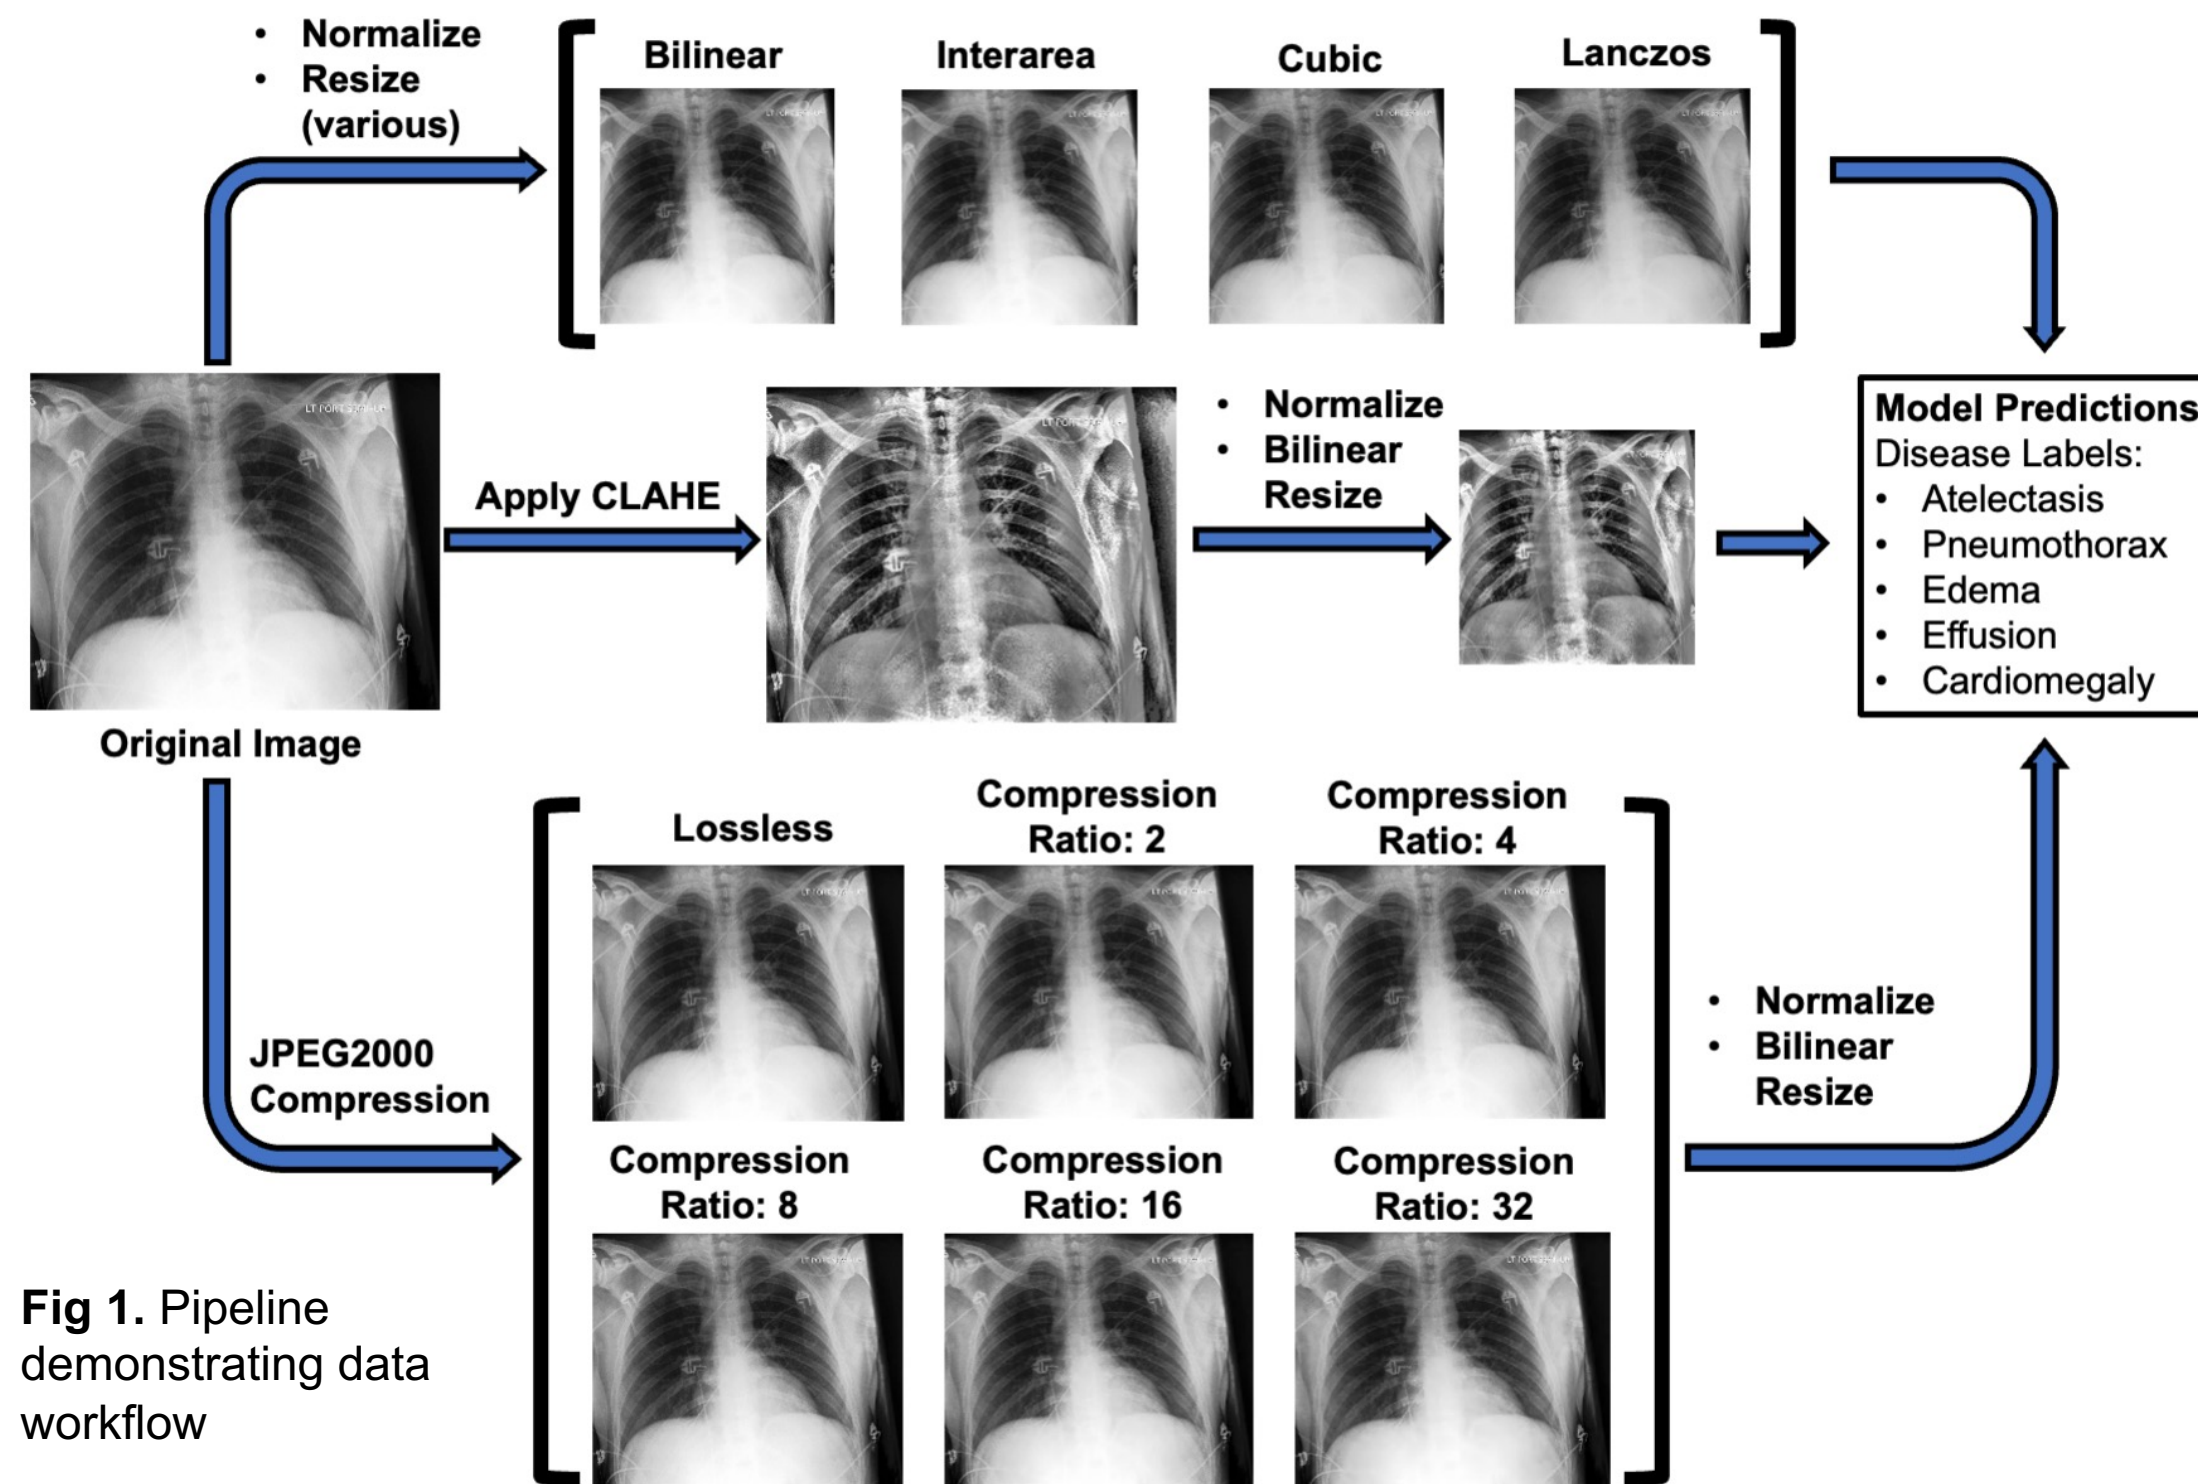 • Normalize
• Resize
(various)
Bilinear
Interarea
Cubic
Lanczos
Original Image
Apply CLAHE
• Normalize
• Bilinear
Resize
Model Predictions
Disease Labels:
• Atelectasis
• Pneumothorax
• Edema
• Effusion
• Cardiomegaly
JPEG2000
Compression
Lossless
Compression
Ratio: 2
Compression
Ratio: 4
Compression
Ratio: 8
Compression
Ratio: 16
Compression
Ratio: 32
• Normalize
• Bilinear
Resize
Fig 1. Pipeline
demonstrating data
workflow